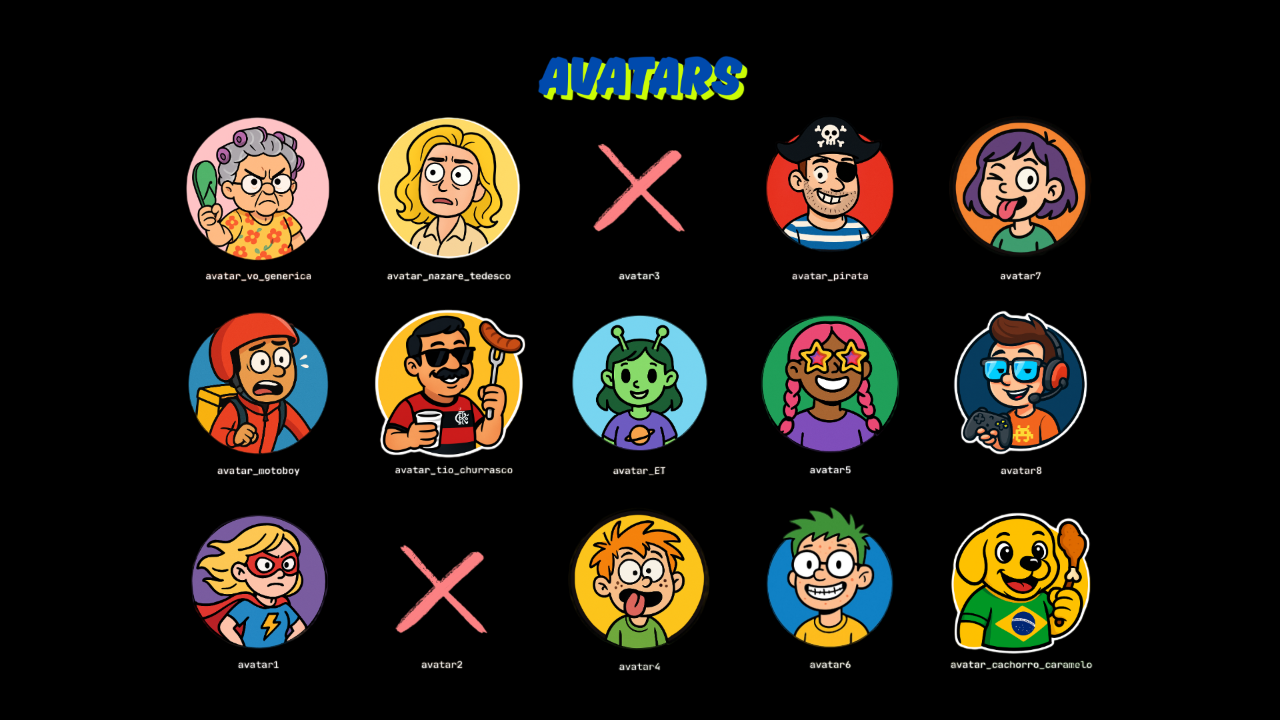 AVATARS
avatar_vo_generica
avatar_nazare_tedesco
avatar3
avatar_pirata
avatar7
avatar_motoboy
avatar_tio_churrasco
avatar_ET
avatar5
avatar8
avatar1
avatar2
avatar4
avatar6
avatar_cachorro_caramelo